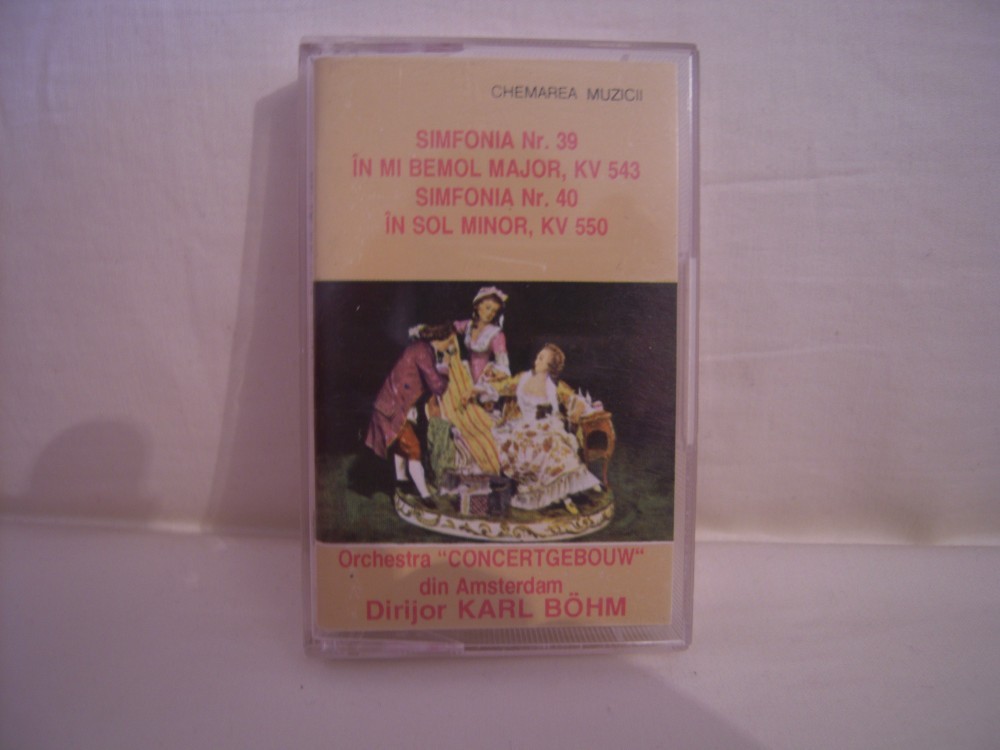 CHEMAREA MUZICII
SIMFONIA Nr. 39
ÎN MI BEMOL MAJOR, KV 543
SIMFONIA Nr. 40
ÎN SOL MINOR, KV 550
Orchestra "CONCERTGEBOUW"
din Amsterdam
Dirijor KARL BÖHM